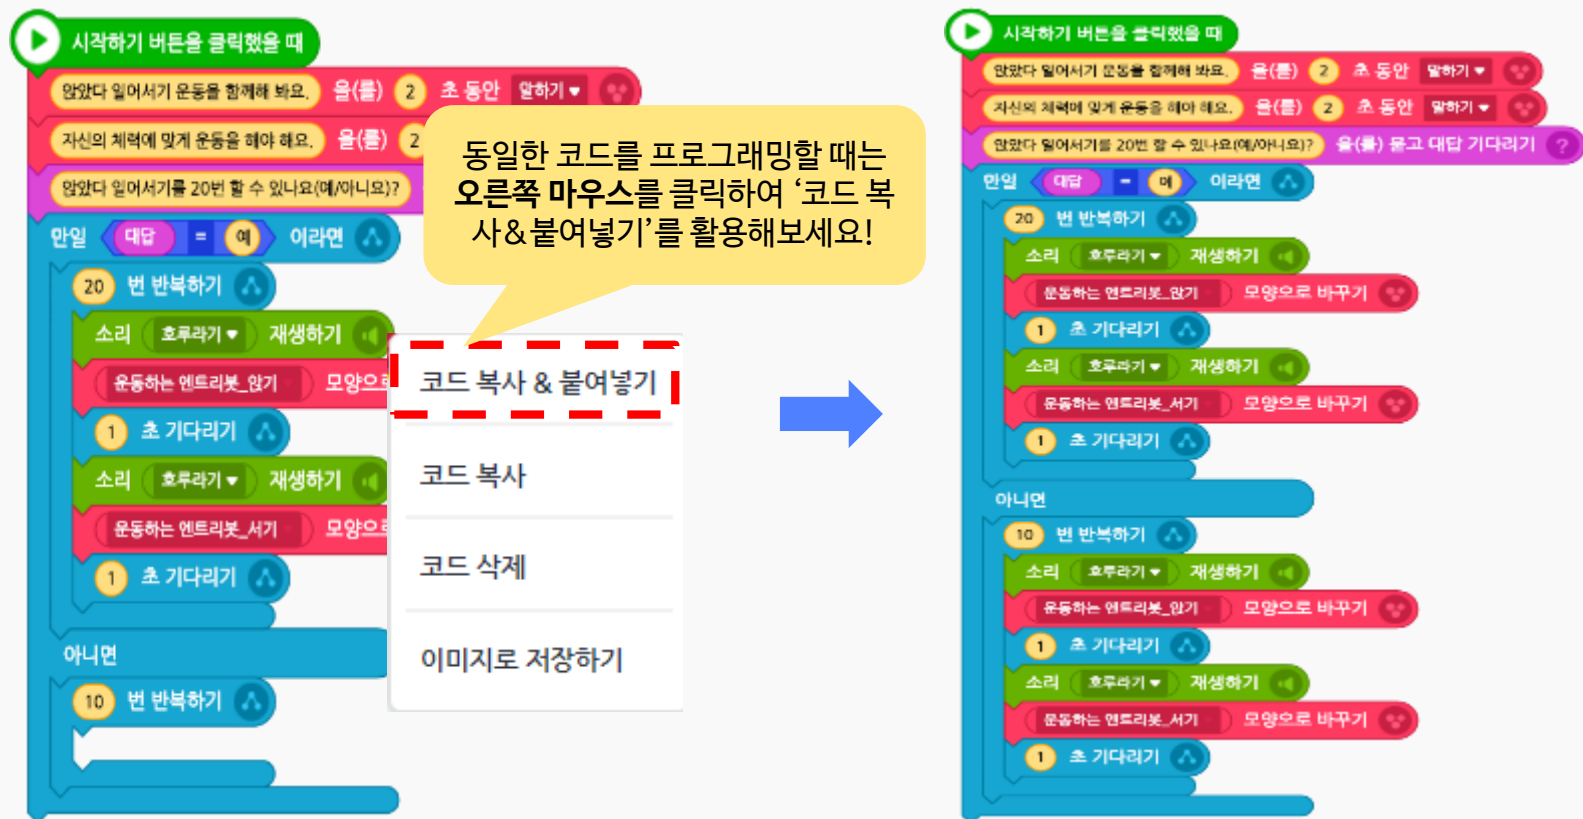 시작하기 버튼을 클릭했을 때
앉았다 일어서기 운동을 함께해 봐요. 을(를) 2 초 동안 말하기
자신의 체력에 맞게 운동을 해야 해요. 을(를) 2
앉았다 일어서기를 20번 할 수 있나요(예/아니요)?
만일 대답 = 예 이라면
20 번 반복하기
소리 호루라기 재생하기
운동하는 엔트리봇_앉기 모양으로
1 초 기다리기
소리 호루라기 재생하기
운동하는 엔트리봇_서기 모양으로
1 초 기다리기
아니면
10 번 반복하기
동일한 코드를 프로그래밍할 때는
오른쪽 마우스를 클릭하여 ‘코드 복
사&붙여넣기’를 활용해보세요!
코드 복사 & 붙여넣기
코드 복사
코드 삭제
이미지로 저장하기
시작하기 버튼을 클릭했을 때
앉았다 일어서기 운동을 함께해 봐요. 을(를) 2 초 동안 말하기
자신의 체력에 맞게 운동을 해야 해요. 을(를) 2 초 동안 말하기
앉았다 일어서기를 20번 할 수 있나요(예/아니요)? 을(를) 묻고 대답 기다리기 ?
만일 대답 = 예 이라면
20 번 반복하기
소리 호루라기 재생하기
운동하는 엔트리봇_앉기 모양으로 바꾸기
1 초 기다리기
소리 호루라기 재생하기
운동하는 엔트리봇_서기 모양으로 바꾸기
1 초 기다리기
아니면
10 번 반복하기
소리 호루라기 재생하기
운동하는 엔트리봇_앉기 모양으로 바꾸기
1 초 기다리기
소리 호루라기 재생하기
운동하는 엔트리봇_서기 모양으로 바꾸기
1 초 기다리기